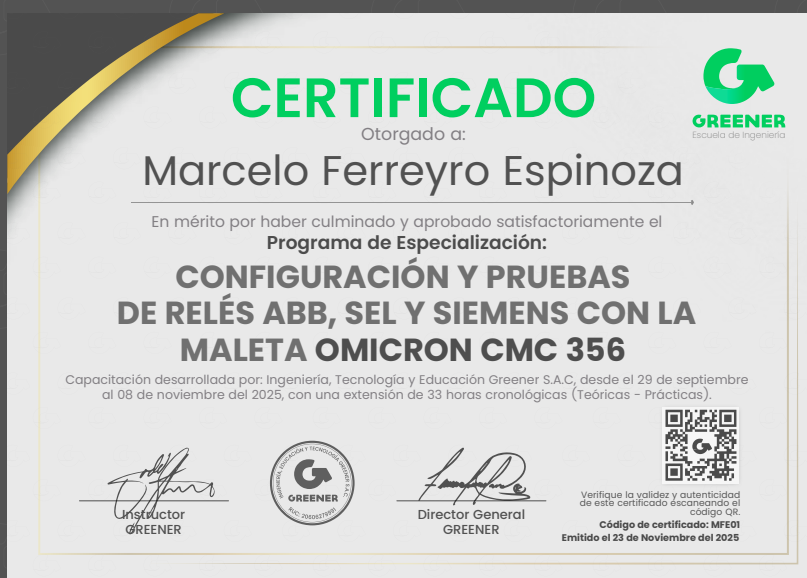 CERTIFICADO
GREENER
Escuela de Ingeniería
Otorgado a:
Marcelo Ferreyro Espinoza
En mérito por haber culminado y aprobado satisfactoriamente el
Programa de Especialización:
CONFIGURACIÓN Y PRUEBAS
DE RELÉS ABB, SEL Y SIEMENS CON LA
MALETA OMICRON CMC 356
Capacitación desarrollada por: Ingeniería, Tecnología y Educación Greener S.A.C, desde el 29 de septiembre
al 08 de noviembre del 2025, con una extensión de 33 horas cronológicas (Teóricas - Prácticas).
Instructor
GREENER
INGENIERÍA, EDUCACIÓN Y TECNOLOGÍA GREENER S.A.C.
GREENER
Director General
GREENER
Verifique la validez y autenticidad
de este certificado escaneando el
código QR.
Código de certificado: MFE01
Emitido el 23 de Noviembre del 2025